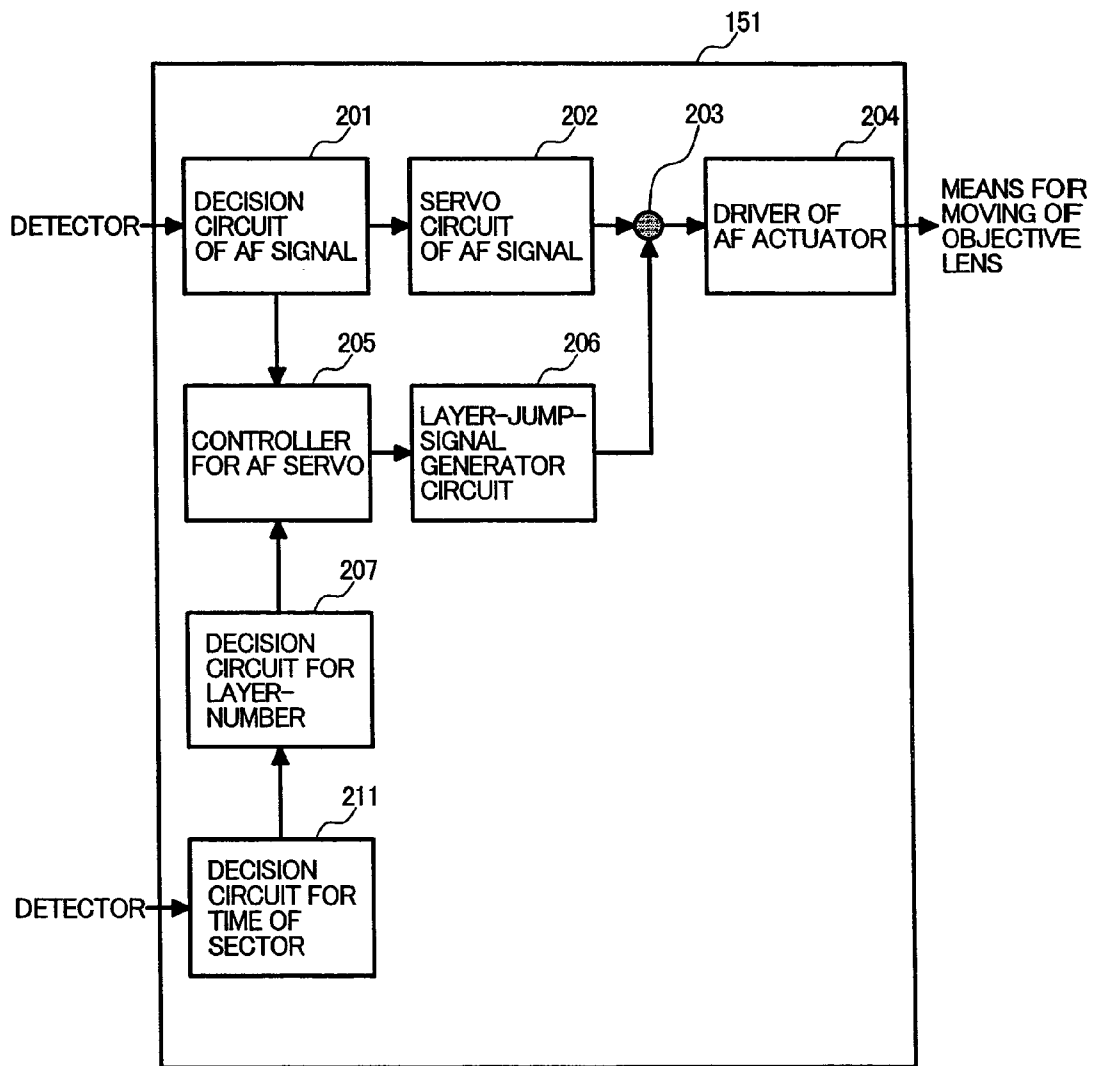 151
201
202
203
204
DETECTOR
DECISION
CIRCUIT
OF AF SIGNAL
SERVO
CIRCUIT
OF AF SIGNAL
DRIVER OF
AF ACTUATOR
MEANS FOIR
MOVING OF
OBJECTIVE
LENS
205
206
CONTROLLER
FOR AF SERVO
LAYER-JUMP-
SIGNAL
GENERATOR
CIRCUIT
207
DECISION
CIRCUIT FOR
LAYER-
NUMBER
211
DETECTOR
DECISION
CIRCUIT FOR
TIME OF
SECTOR